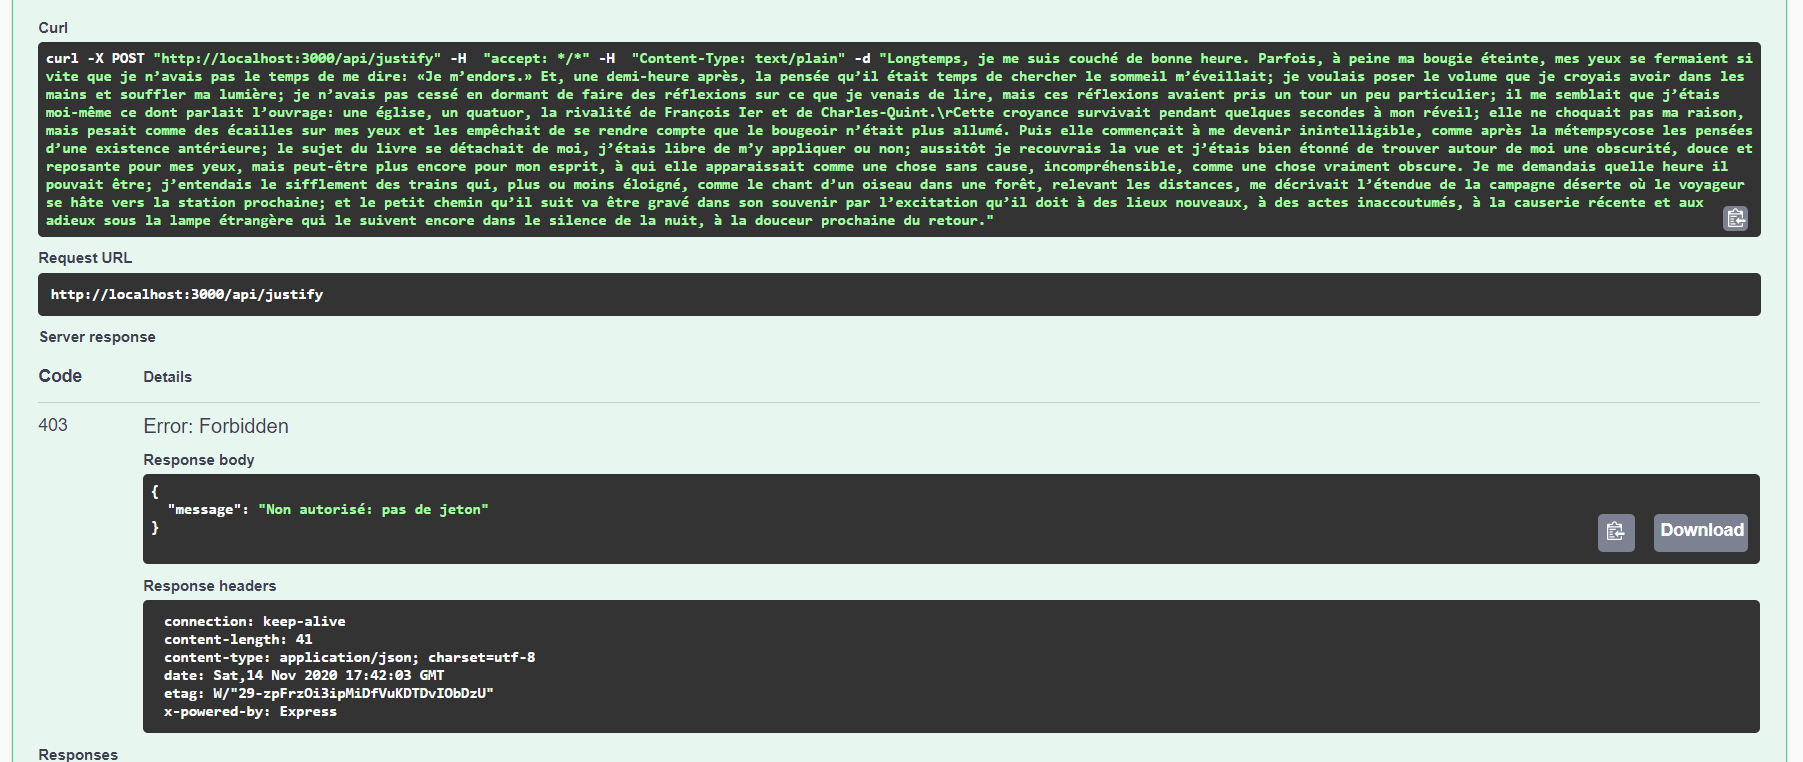 Curl
curl -X POST "http://localhost:3000/api/justify" -H  "accept: */*" -H  "Content-Type: text/plain" -d "Longtemps, je me suis couché de bonne heure. Parfois, à peine ma bougie éteinte, mes yeux se fermaient si
vite que je n’avais pas le temps de me dire: «Je m’endors.» Et, une demi-heure après, la pensée qu’il était temps de chercher le sommeil m’éveillait; je voulais poser le volume que je croyais avoir dans les
mains et souffler ma lumière; je n’avais pas cessé en dormant de faire des réflexions sur ce que je venais de lire, mais ces réflexions avaient pris un tour un peu particulier; il me semblait que j’étais
moi-même ce dont parlait l’ouvrage: une église, un quatuor, la rivalité de François Ier et de Charles-Quint.\rCette croyance survivait pendant quelques secondes à mon réveil; elle ne choquait pas ma raison,
mais pesait comme des écailles sur mes yeux et les empêchait de se rendre compte que le bougeoir n’était plus allumé. Puis elle commençait à me devenir inintelligible, comme après la métempsycose les pensées
d’une existence antérieure; le sujet du livre se détachait de moi, j’étais libre de m’y appliquer ou non; aussitôt je recouvrais la vue et j’étais bien étonné de trouver autour de moi une obscurité, douce et
reposante pour mes yeux, mais peut-être plus encore pour mon esprit, à qui elle apparaissait comme une chose sans cause, incompréhensible, comme une chose vraiment obscure. Je me demandais quelle heure il
pouvait être; j’entendais le sifflement des trains qui, plus ou moins éloigné, comme le chant d’un oiseau dans une forêt, relevant les distances, me décrivait l’étendue de la campagne déserte où le voyageur
se hâte vers la station prochaine; et le petit chemin qu’il suit va être gravé dans son souvenir par l’excitation qu’il doit à des lieux nouveaux, à des actes inaccoutumés, à la causerie récente et aux
adieux sous la lampe étrangère qui le suivent encore dans le silence de la nuit, à la douceur prochaine du retour."
Request URL
http://localhost:3000/api/justify
Server response
Code Details
403 Error: Forbidden
Response body
{
"message": "Non autorisé: pas de jeton"
}
Download
Response headers
connection: keep-alive
content-length: 41
content-type: application/json; charset=utf-8
date: Sat,14 Nov 2020 17:42:03 GMT
etag: W/"29-zpFrzOi3ipMiDfVuKDTDvIObDzU"
x-powered-by: Express
Responses